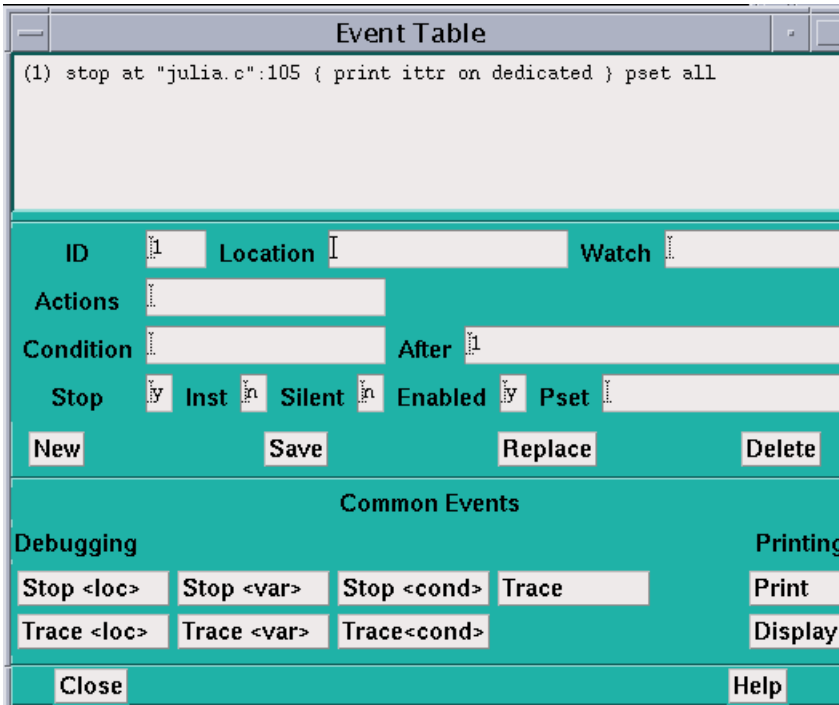 Event Table
(1) stop at "julia.c":105 { print ittr on dedicated } pset all
ID 1 Location Watch
Actions
Condition After 1
Stop y Inst n Silent n Enabled y Pset
New Save Replace Delete
Common Events
Debugging Printing
Stop <loc> Stop <var> Stop <cond> Trace Print
Trace <loc> Trace <var> Trace<cond> Display
Close Help